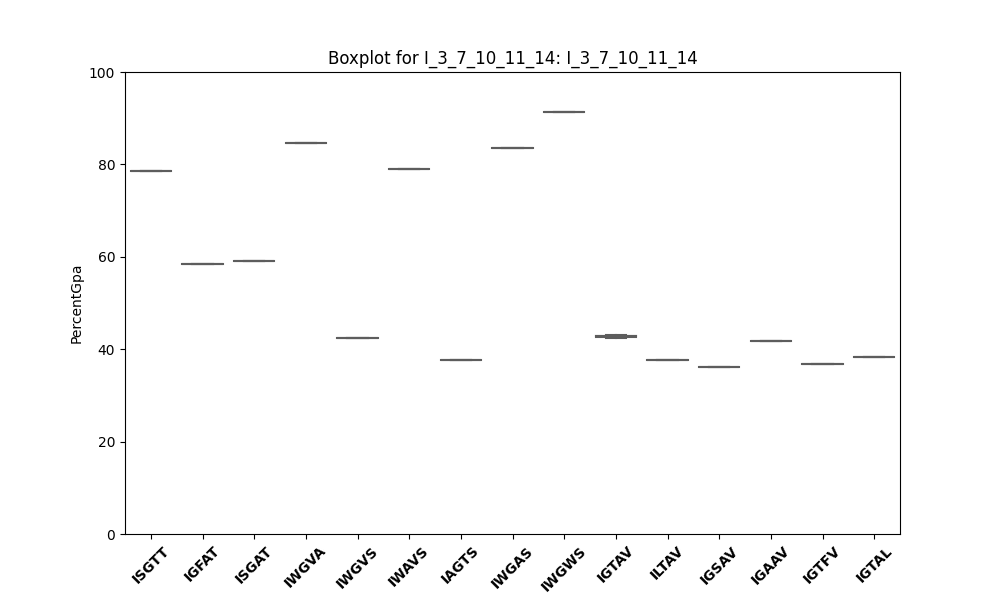 Boxplot for I_3_7_10_11_14: I_3_7_10_11_14
100
80
60
40
20
0
PercentGpa
ISGTT
IGFAT
ISGAT
IWGVA
IWGVS
IWAVS
IAGTS
IWGAS
IWGWS
IGTAV
ILTAV
IGSAV
IGAAV
IGTFV
IGTAL